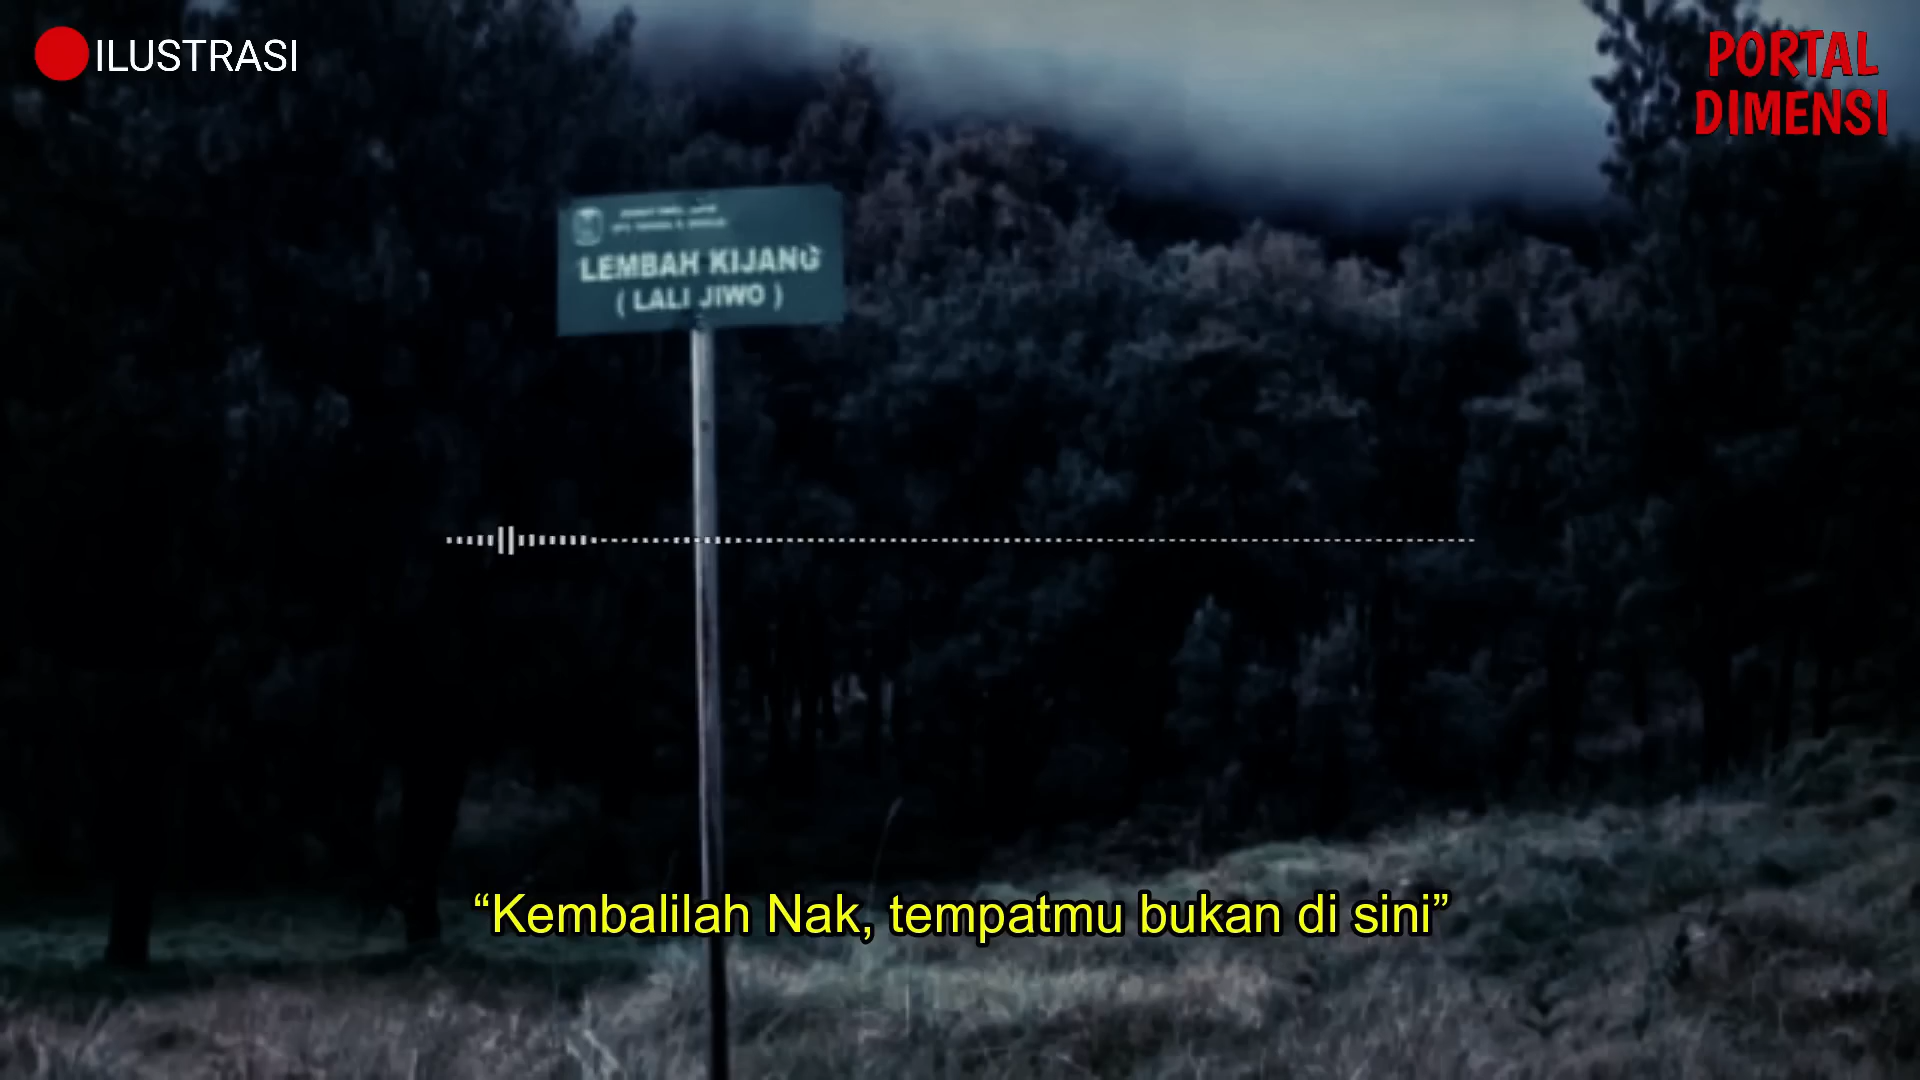 ILUSTRASI
PORTAL
DIMENSI
LEMBAH KIJANG
( LALI JIWO )
“Kembalilah Nak, tempatmu bukan di sini”